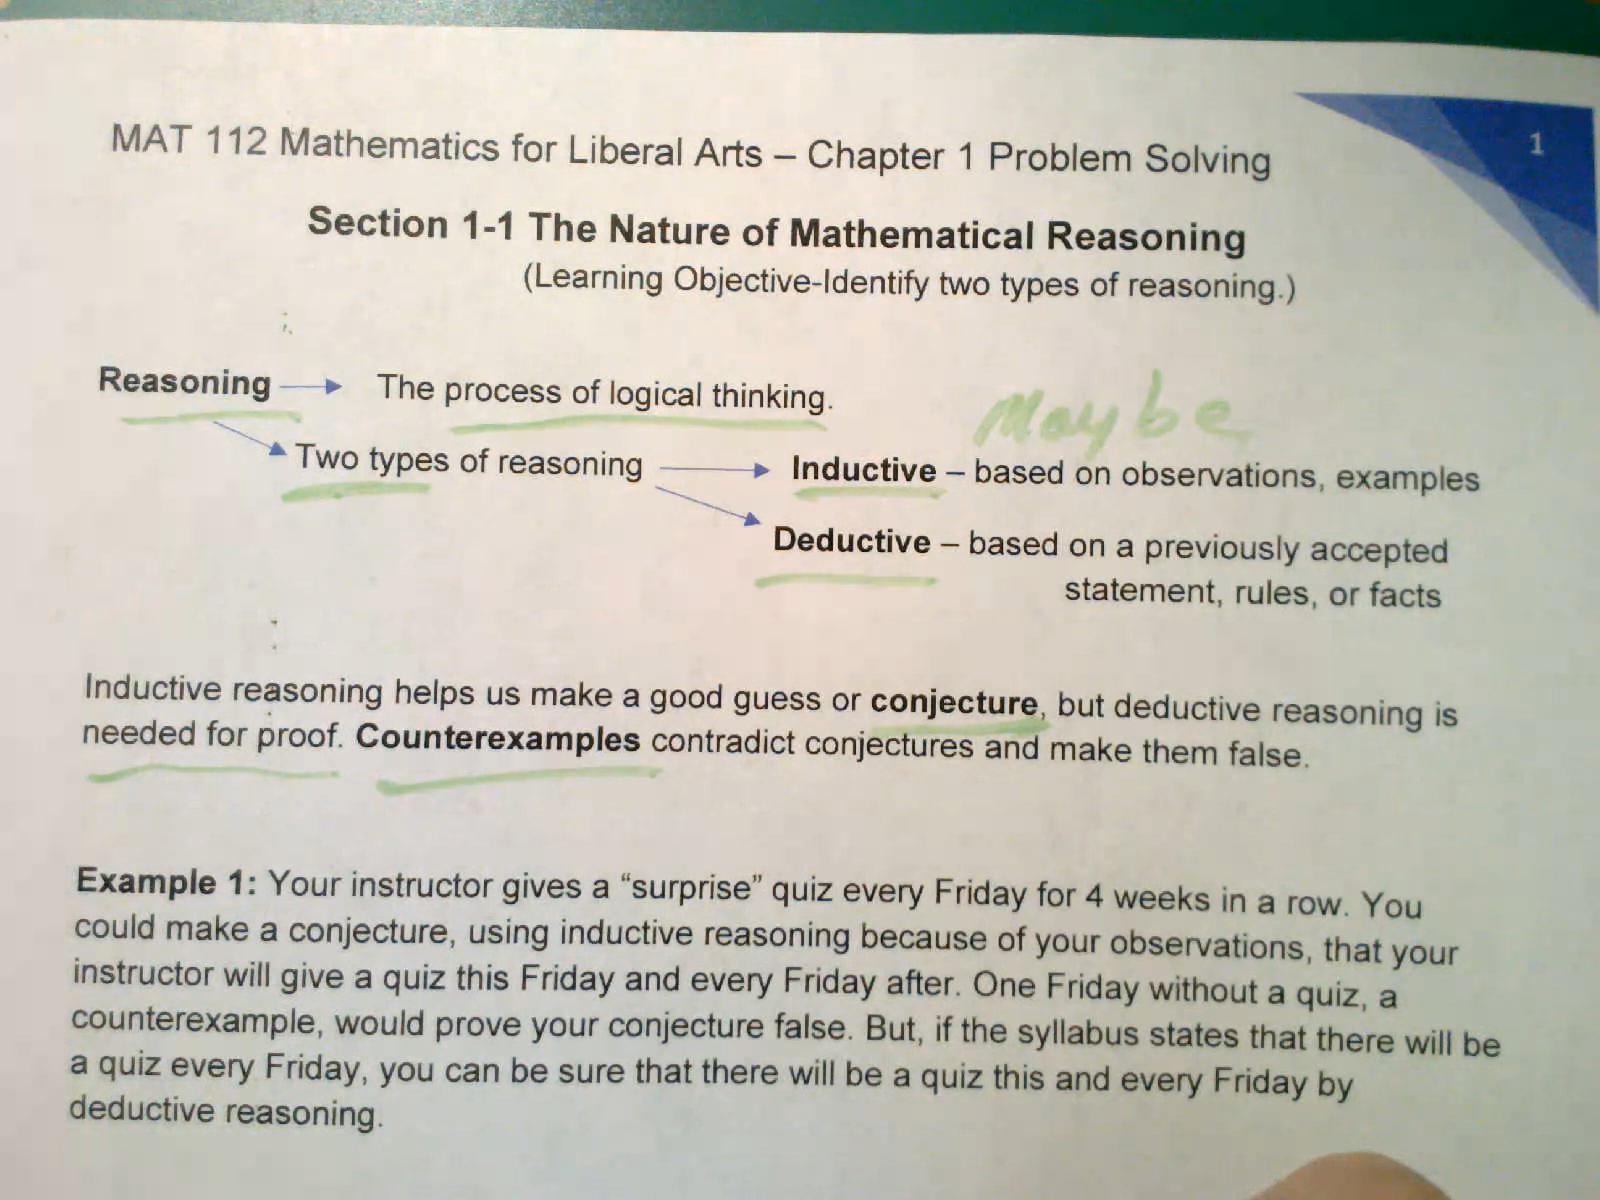 1
MAT 112 Mathematics for Liberal Arts – Chapter 1 Problem Solving
Section 1-1 The Nature of Mathematical Reasoning
(Learning Objective-Identify two types of reasoning.)
Reasoning The process of logical thinking.
Maybe
Two types of reasoning Inductive – based on observations, examples
Deductive – based on a previously accepted
statement, rules, or facts
Inductive reasoning helps us make a good guess or conjecture, but deductive reasoning is
needed for proof. Counterexamples contradict conjectures and make them false.
Example 1: Your instructor gives a “surprise” quiz every Friday for 4 weeks in a row. You
could make a conjecture, using inductive reasoning because of your observations, that your
instructor will give a quiz this Friday and every Friday after. One Friday without a quiz, a
counterexample, would prove your conjecture false. But, if the syllabus states that there will be
a quiz every Friday, you can be sure that there will be a quiz this and every Friday by
deductive reasoning.